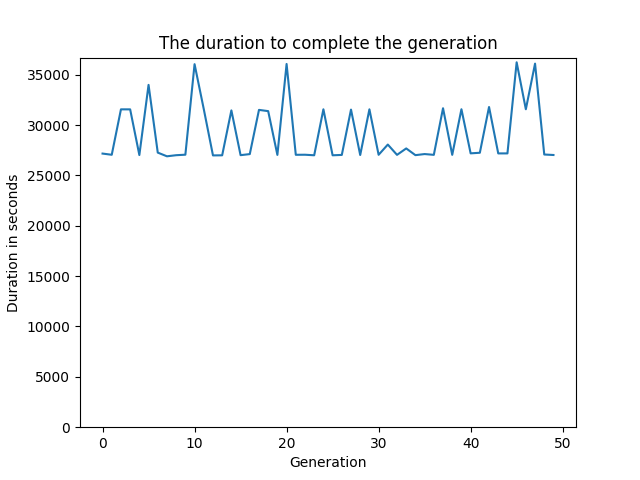 The duration to complete the generation
35000
30000
25000
20000
15000
10000
5000
0
Duration in seconds
0 10 20 30 40 50
Generation